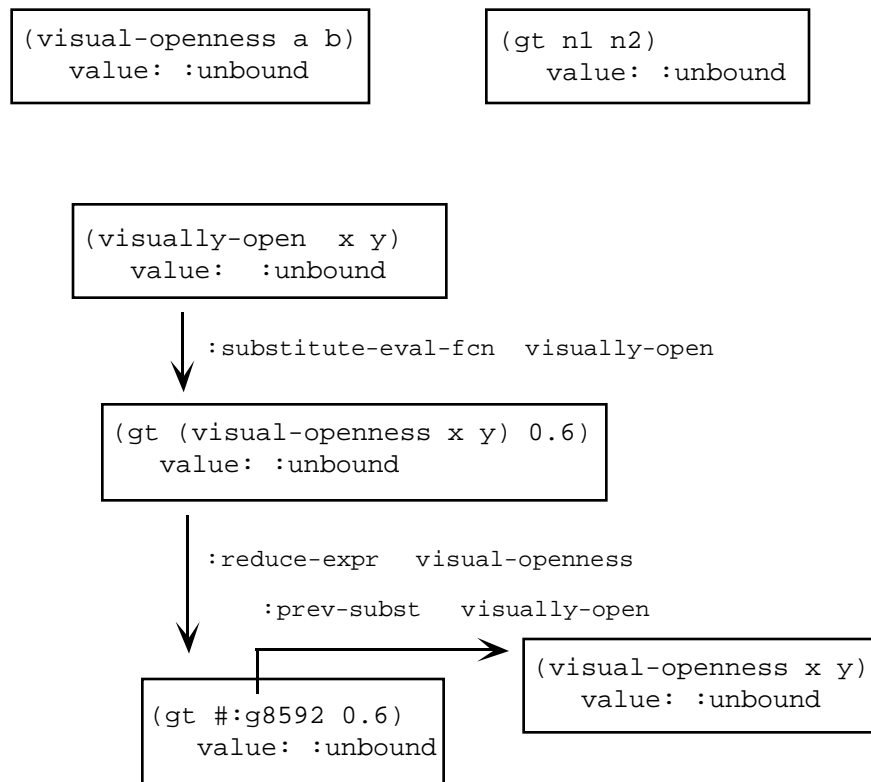 (visual-openness a b)
value: :unbound
(gt n1 n2)
value: :unbound
(visually-open x y)
value: :unbound
:substitute-eval-fcn visually-open
(gt (visual-openness x y) 0.6)
value: :unbound
:reduce-expr visual-openness
:prev-subst visually-open
(visual-openness x y)
value: :unbound
(gt #:g8592 0.6)
value: :unbound